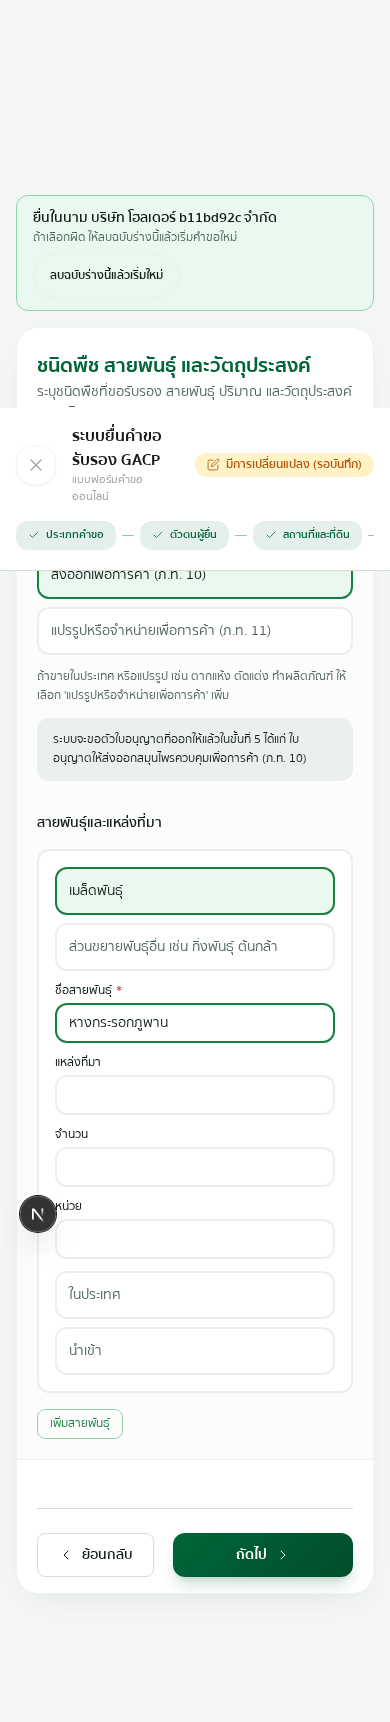 ยื่นในนาม บริษัท โฮลเดอร์ b11bd92c จำกัด
ถ้าเลือกผิด ให้ลบฉบับร่างนี้แล้วเริ่มคำขอใหม่
ลบฉบับร่างนี้แล้วเริ่มใหม่
ชนิดพืช สายพันธุ์ และวัตถุประสงค์
ระบุชนิดพืชที่ขอรับรอง สายพันธุ์ ปริมาณ และวัตถุประสงค์
ระบบยื่นคำขอ
รับรอง GACP
แบบฟอร์มคำขอ
ออนไลน์
มีการเปลี่ยนแปลง (รอบันทึก)
ประเภทคำขอ
ตัวตนผู้ยื่น
สถานที่และที่ดิน
ส่งออกเพื่อการค้า (ภ.ท. 10)
แปรรูปหรือจำหน่ายเพื่อการค้า (ภ.ท. 11)
ถ้าขายในประเทศ หรือแปรรูป เช่น ตากแห้ง ตัดแต่ง ทำผลิตภัณฑ์ ให้
เลือก 'แปรรูปหรือจำหน่ายเพื่อการค้า' เพิ่ม
ระบบจะขอตัวใบอนุญาตที่ออกให้แล้วในขั้นที่ 5 ได้แก่ ใบ
อนุญาตให้ส่งออกสมุนไพรควบคุมเพื่อการค้า (ภ.ท. 10)
สายพันธุ์และแหล่งที่มา
เมล็ดพันธุ์
ส่วนขยายพันธุ์อื่น เช่น กิ่งพันธุ์ ต้นกล้า
ชื่อสายพันธุ์ *
หางกระรอกภูพาน
แหล่งที่มา
จำนวน
หน่วย
N
ในประเทศ
นำเข้า
เพิ่มสายพันธุ์
ย้อนกลับ
ถัดไป